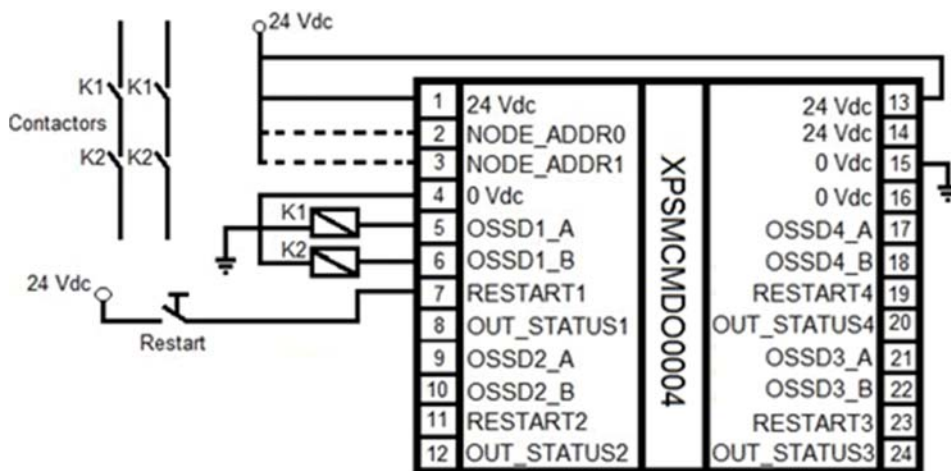 24 Vdc
K1 K1
Contactors
K2 K2
K1
K2
24 Vdc
Restart
1 24 Vdc
2 NODE_ADDR0
3 NODE_ADDR1
4 0 Vdc
5 OSSD1_A
6 OSSD1_B
7 RESTART1
8 OUT_STATUS1
9 OSSD2_A
10 OSSD2_B
11 RESTART2
12 OUT_STATUS2
XPSMCMDO0004
24 Vdc 13
24 Vdc 14
0 Vdc 15
0 Vdc 16
OSSD4_A 17
OSSD4_B 18
RESTART4 19
OUT_STATUS4 20
OSSD3_A 21
OSSD3_B 22
RESTART3 23
OUT_STATUS3 24